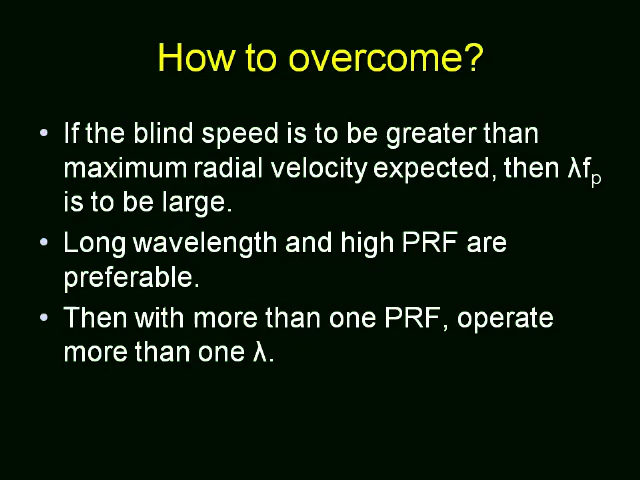 How to overcome?
• If the blind speed is to be greater than
maximum radial velocity expected, then λfp
is to be large.
• Long wavelength and high PRF are
preferable.
• Then with more than one PRF, operate
more than one λ.